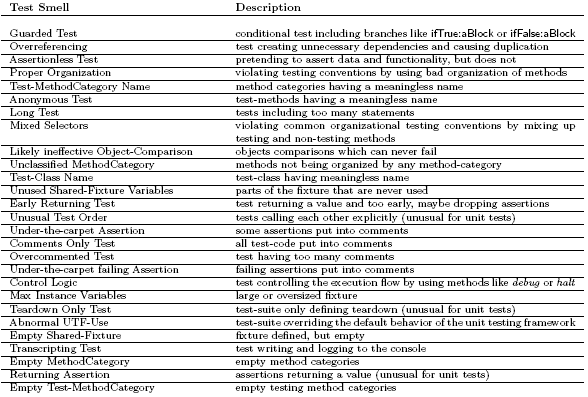 Test Smell Description
Guarded Test conditional test including branches like ifTrue:aBlock or ifFalse:aBlock
Overreferencing test creating unnecessary dependencies and causing duplication
Assertionless Test pretending to assert data and functionality, but does not
Proper Organization violating testing conventions by using bad organization of methods
Test-MethodCategory Name method categories having a meaningless name
Anonymous Test test-methods having a meaningless name
Long Test tests including too many statements
Mixed Selectors violating common organizational testing conventions by mixing up
testing and non-testing methods
Likely ineffective Object-Comparison objects comparisons which can never fail
Unclassified MethodCategory methods not being organized by any method-category
Test-Class Name test-class having meaningless name
Unused Shared-Fixture Variables parts of the fixture that are never used
Early Returning Test test returning a value and too early, maybe dropping assertions
Unusual Test Order tests calling each other explicitly (unusual for unit tests)
Under-the-carpet Assertion some assertions put into comments
Comments Only Test all test-code put into comments
Overcommented Test test having too many comments
Under-the-carpet failing Assertion failing assertions put into comments
Control Logic test controlling the execution flow by using methods like debug or halt
Max Instance Variables large or oversized fixture
Teardown Only Test test-suite only defining teardown (unusual for unit tests)
Abnormal UTF-Use test-suite overriding the default behavior of the unit testing framework
Empty Shared-Fixture fixture defined, but empty
Transcripting Test test writing and logging to the console
Empty MethodCategory empty method categories
Returning Assertion assertions returning a value (unusual for unit tests)
Empty Test-MethodCategory empty testing method categories